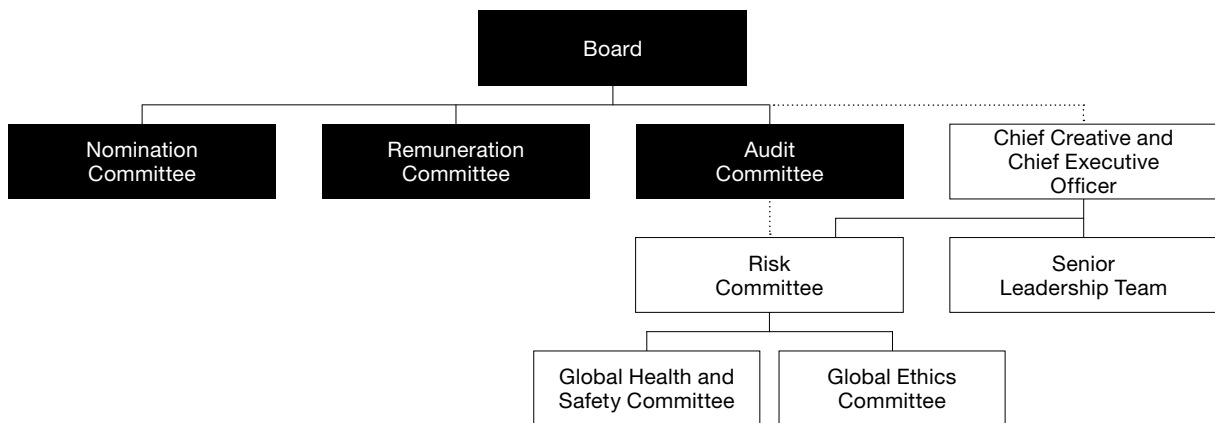 Board
Nomination
Committee
Remuneration
Committee
Audit
Committee
Chief Creative and
Chief Executive
Officer
Risk
Committee
Senior
Leadership Team
Global Health and
Safety Committee
Global Ethics
Committee